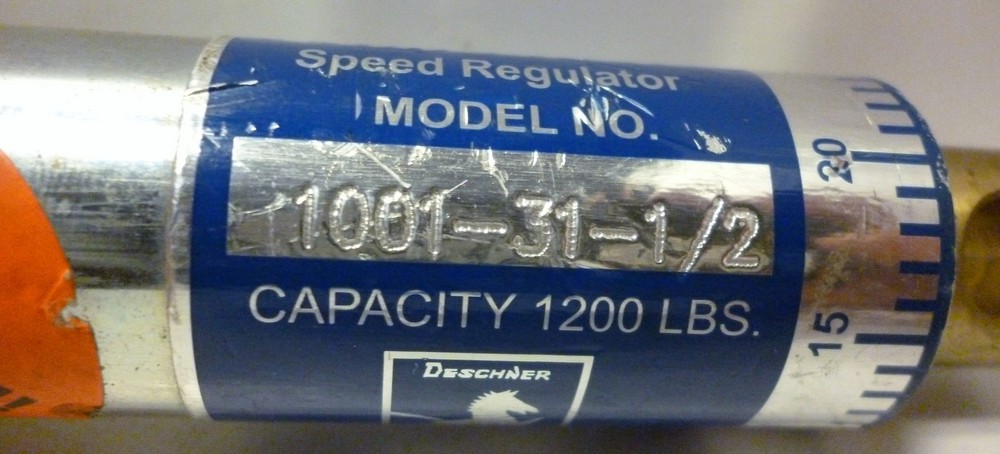 Speed Regulator
MODEL NO.
1001-31-1/2
CAPACITY 1200 LBS.
DESCHNER
20
15